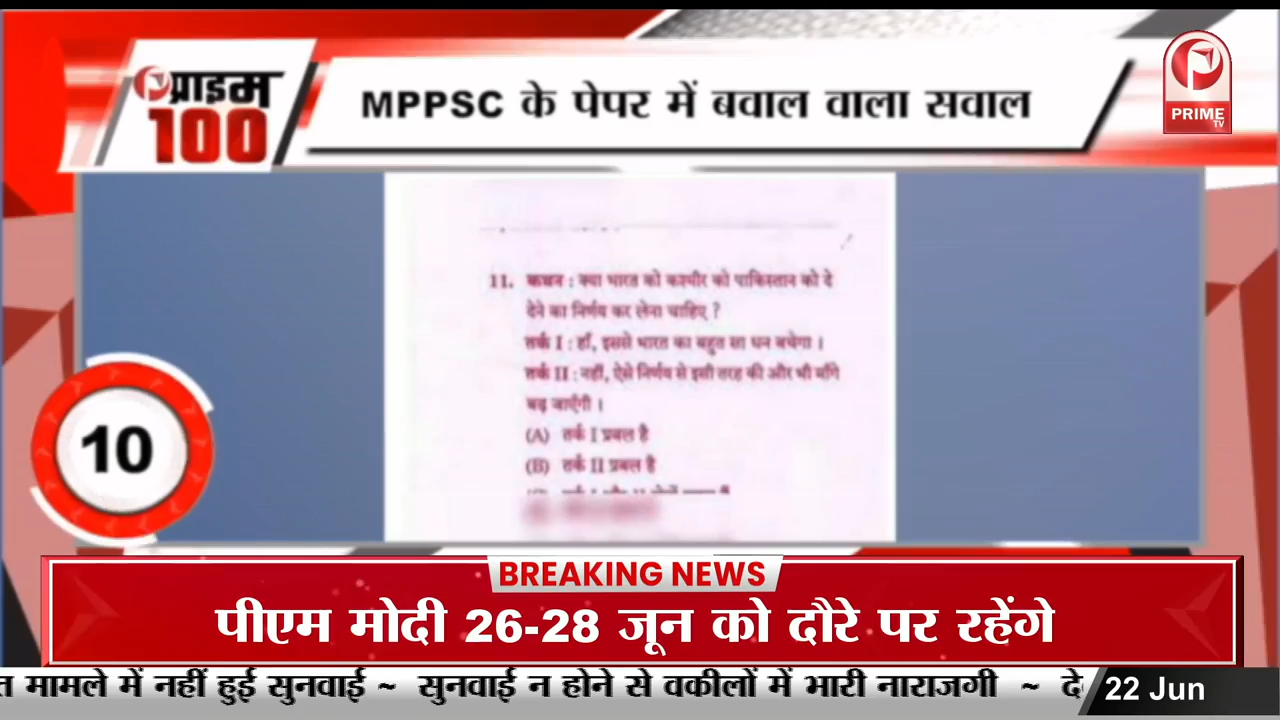 प्राइम
100
MPPSC के पेपर में बवाल वाला सवाल
PRIME
TV
11. कथन : क्या भारत को कश्मीर को पाकिस्तान को दे
देने का निर्णय कर लेना चाहिए ?
तर्क I : हाँ, इससे भारत का बहुत सा धन बचेगा ।
तर्क II : नहीं, ऐसे निर्णय से इसी तरह की और भी माँगे
बढ़ जाएँगी ।
(A) तर्क I प्रबल है
(B) तर्क II प्रबल है
10
BREAKING NEWS
पीएम मोदी 26-28 जून को दौरे पर रहेंगे
मामले में नहीं हुई सुनवाई ~ सुनवाई न होने से वकीलों में भारी नाराजगी ~ दे
22 Jun